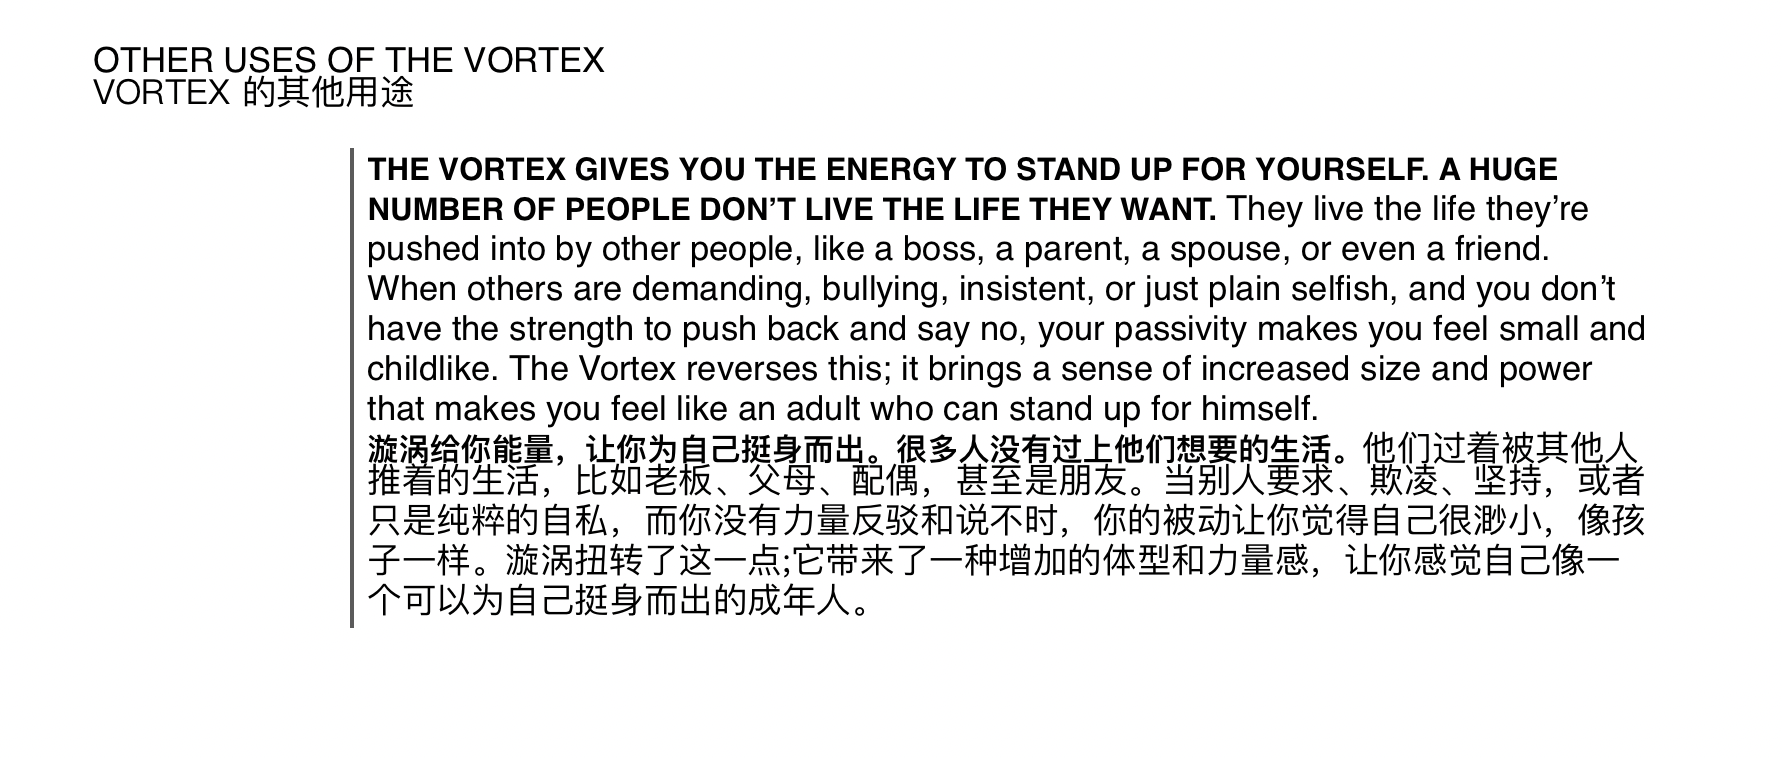 OTHER USES OF THE VORTEX
VORTEX 的其他用途
THE VORTEX GIVES YOU THE ENERGY TO STAND UP FOR YOURSELF. A HUGE
NUMBER OF PEOPLE DON’T LIVE THE LIFE THEY WANT. They live the life they’re
pushed into by other people, like a boss, a parent, a spouse, or even a friend.
When others are demanding, bullying, insistent, or just plain selfish, and you don’t
have the strength to push back and say no, your passivity makes you feel small and
childlike. The Vortex reverses this; it brings a sense of increased size and power
that makes you feel like an adult who can stand up for himself.
漩涡给你能量，让你为自己挺身而出。很多人没有过上他们想要的生活。他们过着被其他人
推着的生活，比如老板、父母、配偶，甚至是朋友。当别人要求、欺凌、坚持，或者
只是纯粹的自私，而你没有力量反驳和说不时，你的被动让你觉得自己很渺小，像孩
子一样。漩涡扭转了这一点;它带来了一种增加的体型和力量感，让你感觉自己像一
个可以为自己挺身而出的成年人。